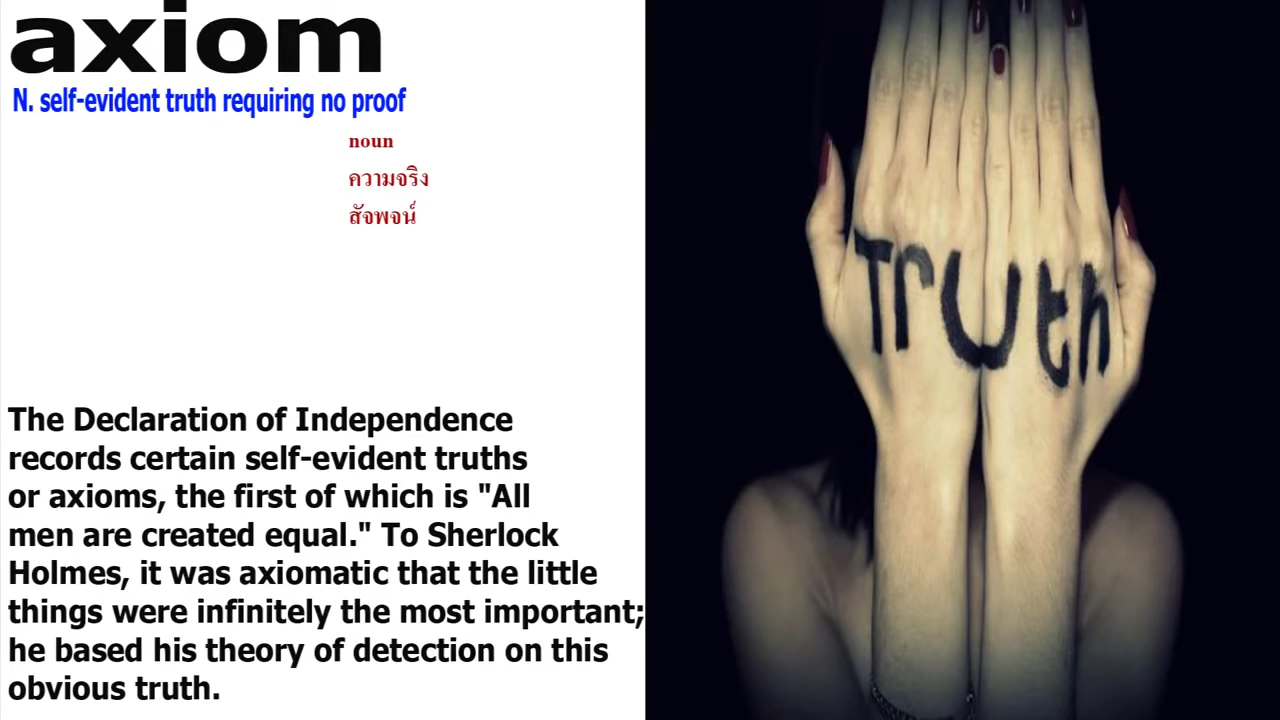 axiom
N. self-evident truth requiring no proof
noun
ความจริง
สัจพจน์
The Declaration of Independence
records certain self-evident truths
or axioms, the first of which is "All
men are created equal." To Sherlock
Holmes, it was axiomatic that the little
things were infinitely the most important;
he based his theory of detection on this
obvious truth.
Truth